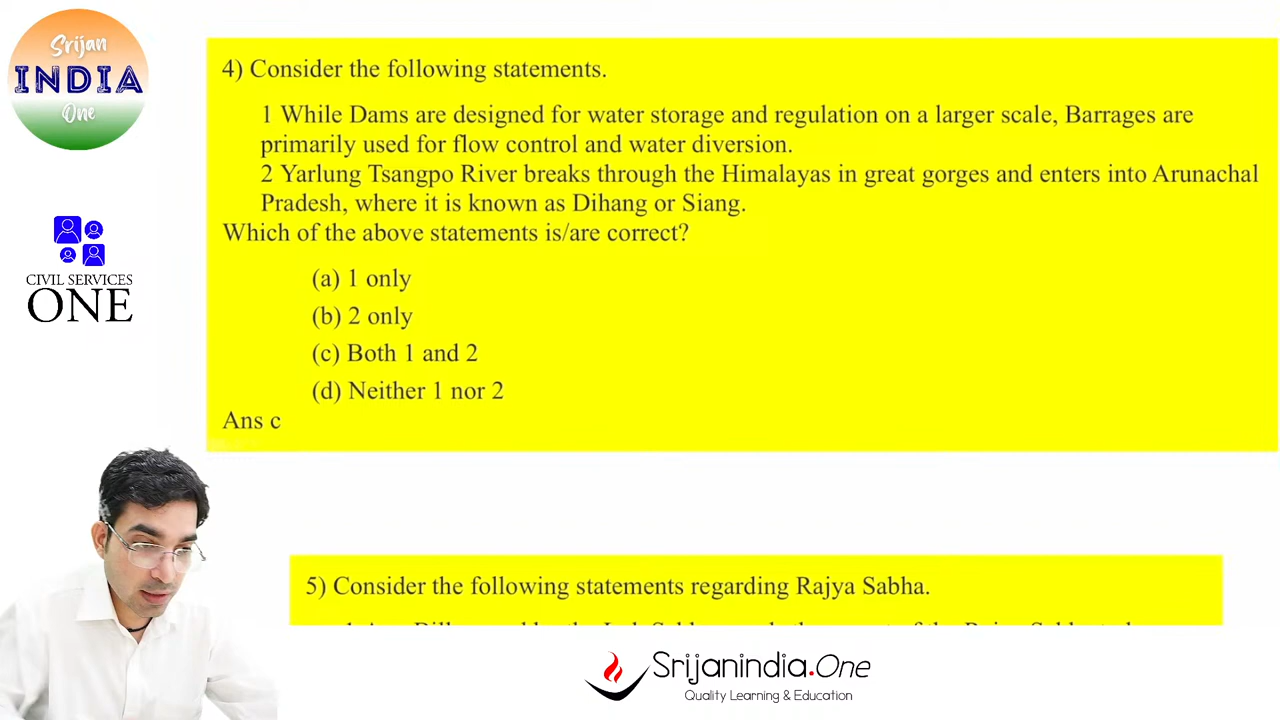 Srijan
INDIA
One
CIVIL SERVICES
ONE
4) Consider the following statements.
1 While Dams are designed for water storage and regulation on a larger scale, Barrages are
primarily used for flow control and water diversion.
2 Yarlung Tsangpo River breaks through the Himalayas in great gorges and enters into Arunachal
Pradesh, where it is known as Dihang or Siang.
Which of the above statements is/are correct?
(a) 1 only
(b) 2 only
(c) Both 1 and 2
(d) Neither 1 nor 2
Ans c
5) Consider the following statements regarding Rajya Sabha.
Srijanindia.One
Quality Learning & Education